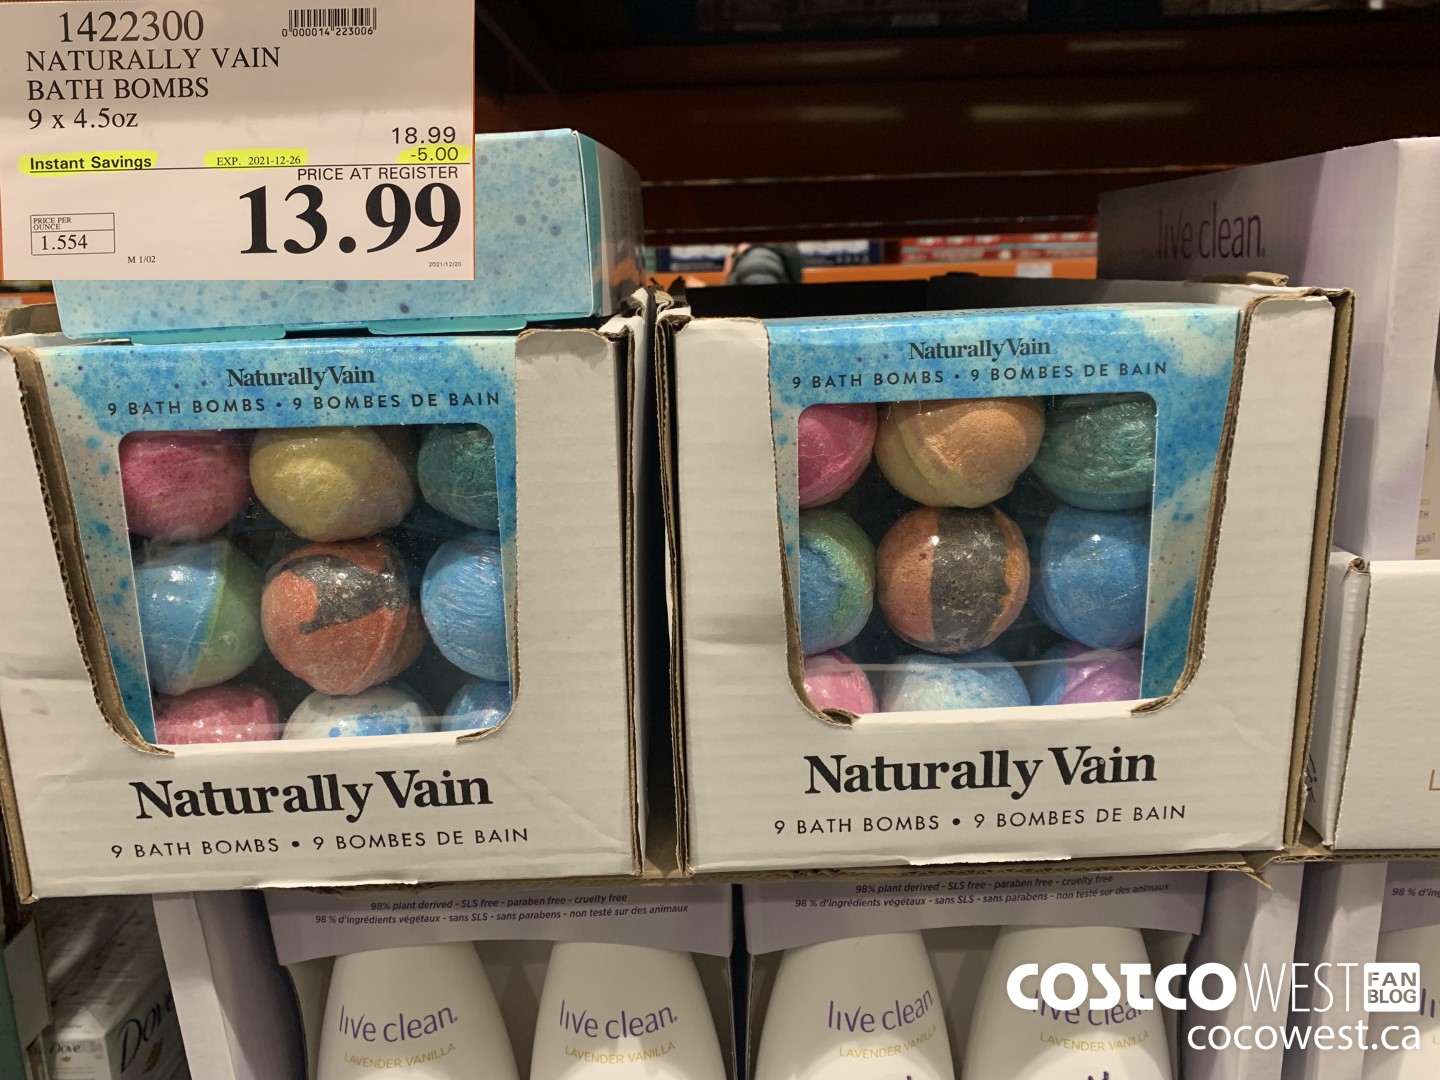 1422300
0"000014"223006"
NATURALLY VAIN
BATH BOMBS
9 x 4.5oz
18.99
Instant Savings EXP. 2021-12-26 -5.00
PRICE AT REGISTER
13.99
PRICE PER
OUNCE
1.554
M 1/02
2021/12/20
live clean.
Naturally Vain
9 BATH BOMBS • 9 BOMBES DE BAIN
Naturally Vain
9 BATH BOMBS • 9 BOMBES DE BAIN
Naturally Vain
9 BATH BOMBS • 9 BOMBES DE BAIN
Naturally Vain
9 BATH BOMBS • 9 BOMBES DE BAIN
98% plant derived - SLS free - paraben free - cruelty free
98 % d'ingrédients végétaux - sans SLS - sans parabens - non testé sur des animaux
98% plant derived - SLS free - paraben free - cruelty free
98 % d'ingrédients végétaux - sans SLS - sans parabens - non testé sur des animaux
live clean.
LAVENDER VANILLA
live clean.
LAVENDER VANILLA
live clean.
LAVENDER VANILLA
live clean.
LAVENDER VANILLA
Dove
Dove
COSTCO WEST FAN BLOG
cocowest.ca